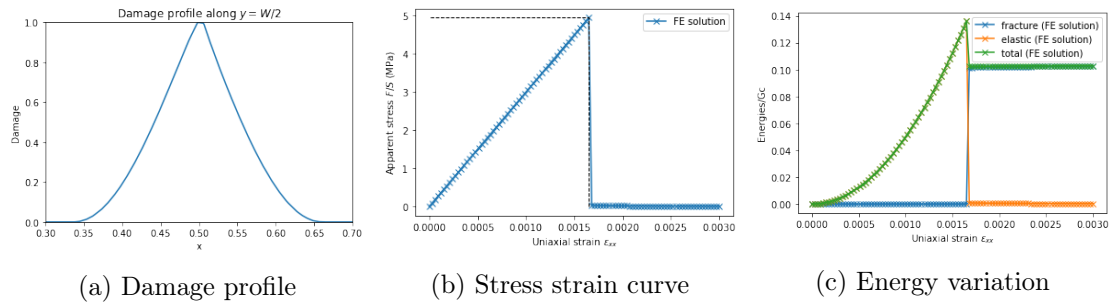 Damage profile along y = W/2
Damage
1.0
0.8
0.6
0.4
0.2
0.0
0.30 0.35 0.40 0.45 0.50 0.55 0.60 0.65 0.70
x
(a) Damage profile
FE solution
Apparent stress F/S (MPa)
5
4
3
2
1
0
0.0000 0.0005 0.0010 0.0015 0.0020 0.0025 0.0030
Uniaxial strain εxx
(b) Stress strain curve
fracture (FE solution)
elastic (FE solution)
total (FE solution)
Energies/Gc
0.14
0.12
0.10
0.08
0.06
0.04
0.02
0.00
0.0000 0.0005 0.0010 0.0015 0.0020 0.0025 0.0030
Uniaxial strain εxx
(c) Energy variation